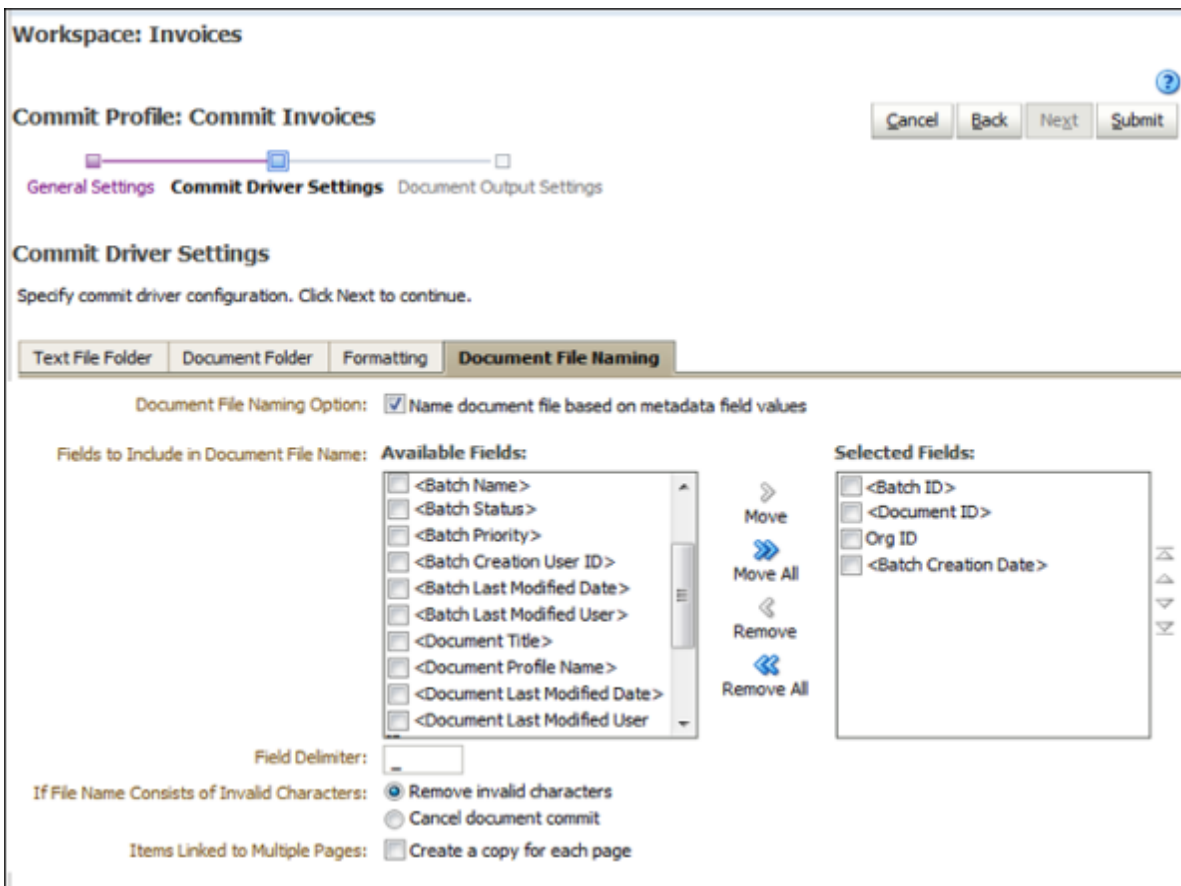 Workspace: Invoices
?
Commit Profile: Commit Invoices
Cancel Back Next Submit
General Settings Commit Driver Settings Document Output Settings
Commit Driver Settings
Specify commit driver configuration. Click Next to continue.
Text File Folder Document Folder Formatting Document File Naming
Document File Naming Option: Name document file based on metadata field values
Fields to Include in Document File Name: Available Fields: Selected Fields:
<Batch Name>
<Batch Status>
<Batch Priority>
<Batch Creation User ID>
<Batch Last Modified Date>
<Batch Last Modified User>
<Document Title>
<Document Profile Name>
<Document Last Modified Date>
<Document Last Modified User
Move
Move All
Remove
Remove All
<Batch ID>
<Document ID>
Org ID
<Batch Creation Date>
Field Delimiter: _
If File Name Consists of Invalid Characters: Remove invalid characters
Cancel document commit
Items Linked to Multiple Pages: Create a copy for each page